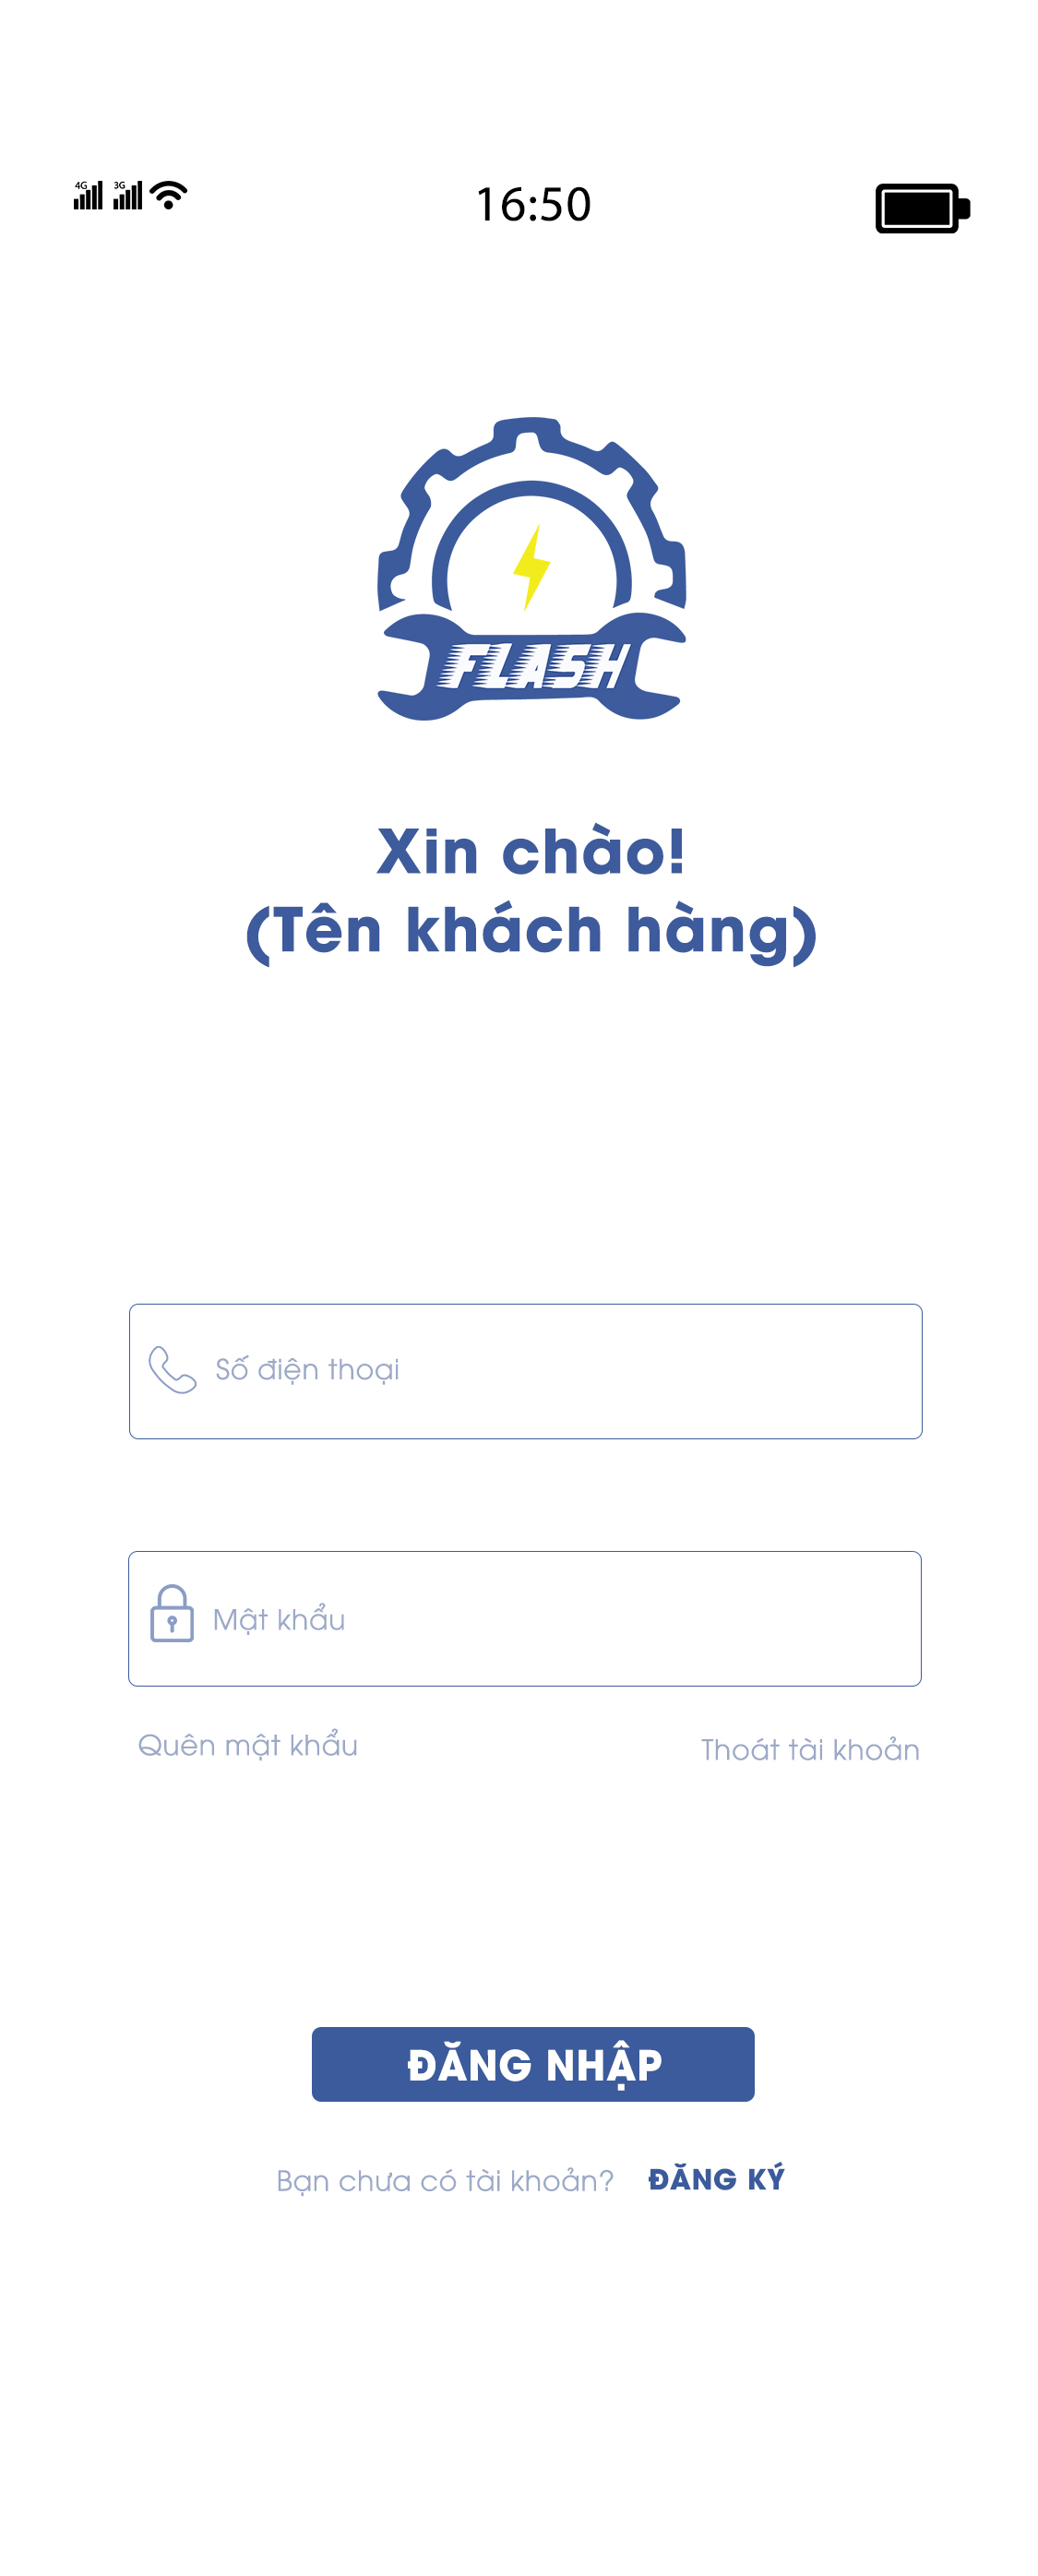 4G 3G 16:50
FLASH
Xin chào!
(Tên khách hàng)
Số điện thoại
Mật khẩu
Quên mật khẩu Thoát tài khoản
ĐĂNG NHẬP
Bạn chưa có tài khoản? ĐĂNG KÝ